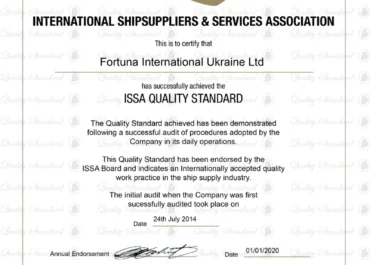 INTERNATIONAL SHIPSUPPLIERS & SERVICES ASSOCIATION
This is to certify that
Fortuna International Ukraine Ltd
has successfully achieved the
ISSA QUALITY STANDARD
The Quality Standard achieved has been demonstrated
following a successful audit of procedures adopted by the
Company in its daily operations.
This Quality Standard has been endorsed by the
ISSA Board and indicates an Internationally accepted quality
work practice in the ship supply industry.
The initial audit when the Company was first
sucessfully audited took place on
Date 24th July 2014
Annual Endorsement Date 01/01/2020